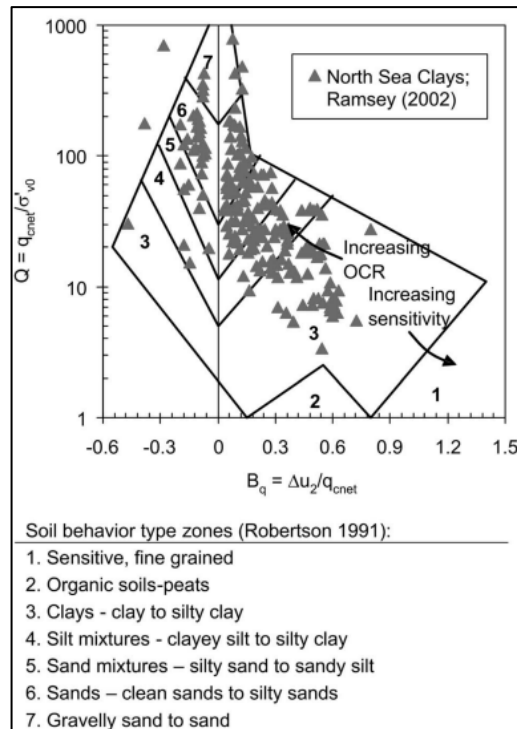 1000
100
10
1
Q = q_cnet/σ'_v0
7
6
5
4
3
North Sea Clays;
Ramsey (2002)
Increasing
OCR
3
Increasing
sensitivity
2
1
-0.6 -0.3 0 0.3 0.6 0.9 1.2 1.5
B_q = Δu_2/q_cnet
Soil behavior type zones (Robertson 1991):
1. Sensitive, fine grained
2. Organic soils-peats
3. Clays - clay to silty clay
4. Silt mixtures - clayey silt to silty clay
5. Sand mixtures – silty sand to sandy silt
6. Sands – clean sands to silty sands
7. Gravelly sand to sand